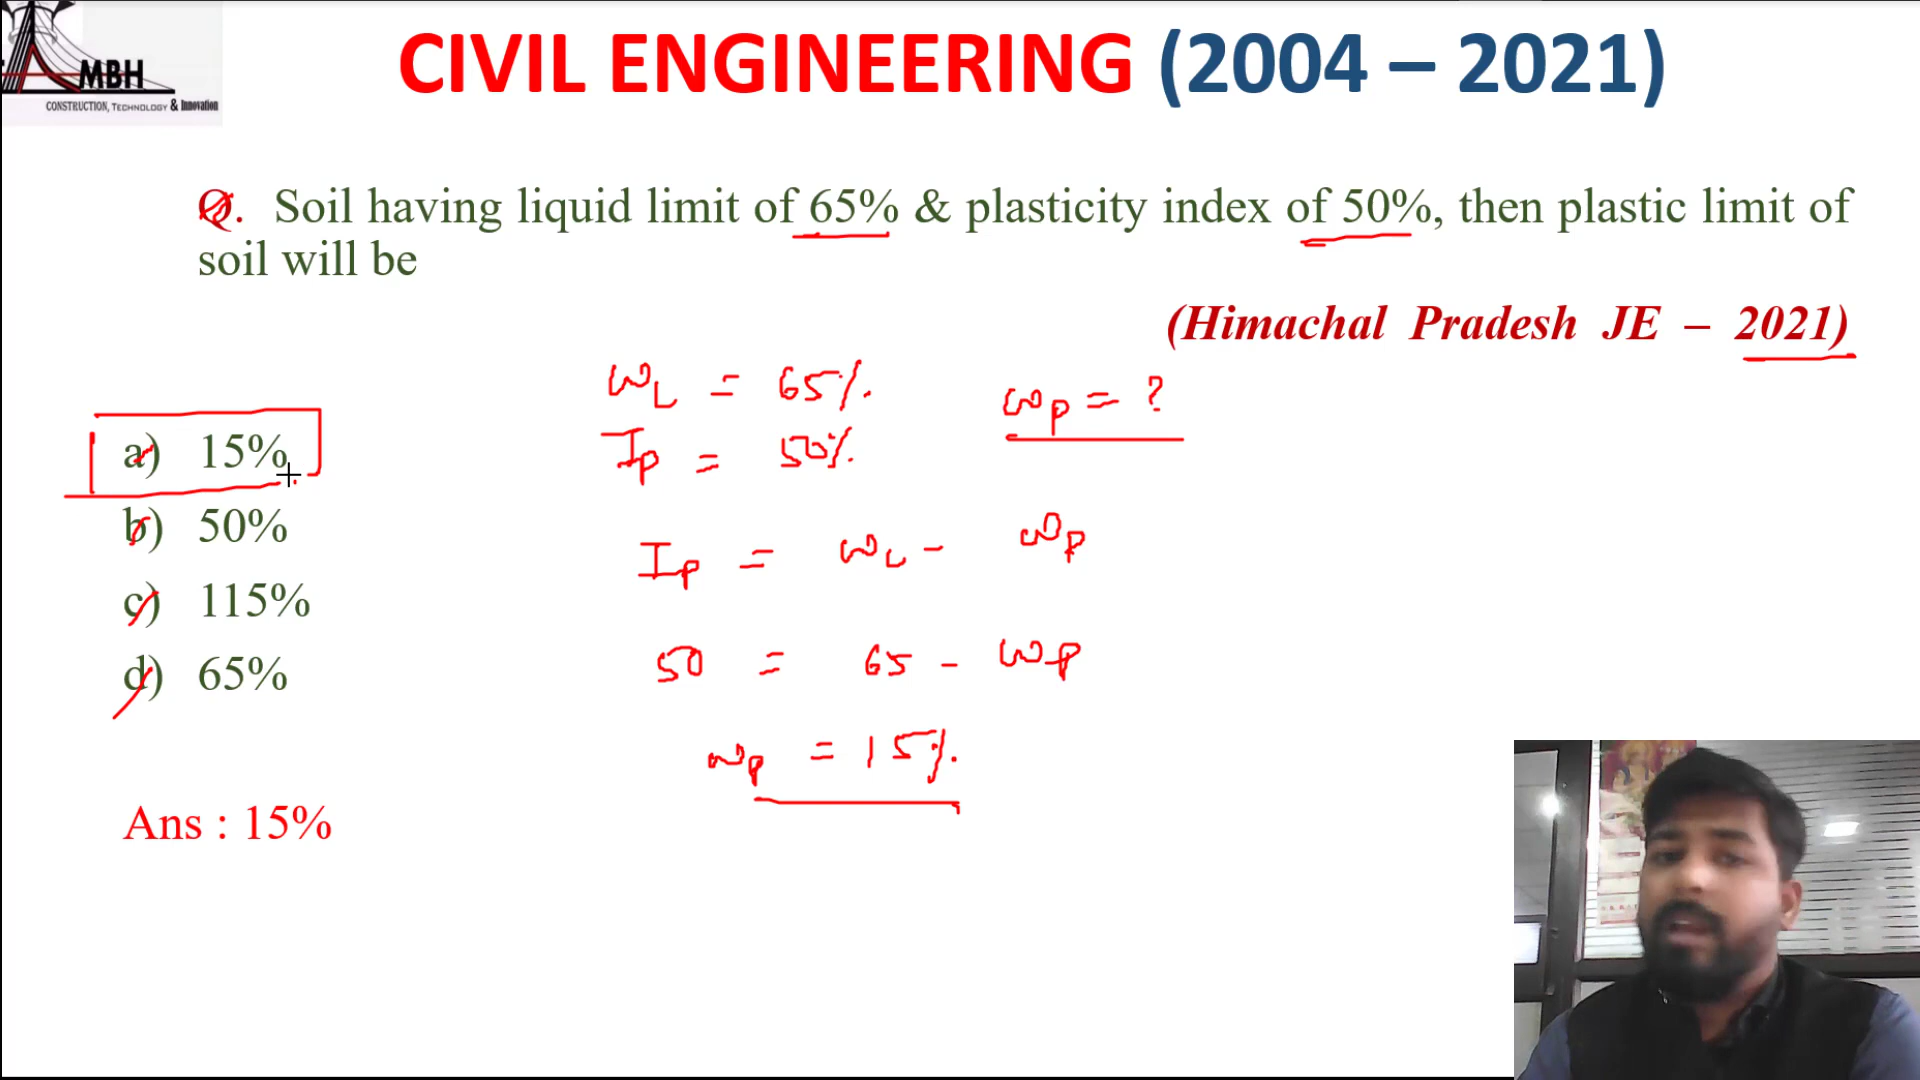 MBH
CONSTRUCTION, TECHNOLOGY & Innovation
CIVIL ENGINEERING (2004 – 2021)
Q. Soil having liquid limit of 65% & plasticity index of 50%, then plastic limit of
soil will be
(Himachal Pradesh JE – 2021)
a) 15%
b) 50%
c) 115%
d) 65%
Ans : 15%
ωL = 65%.
Ip = 50%.
ωp = ?
Ip = ωL - ωp
50 = 65 - ωp
ωp = 15%.